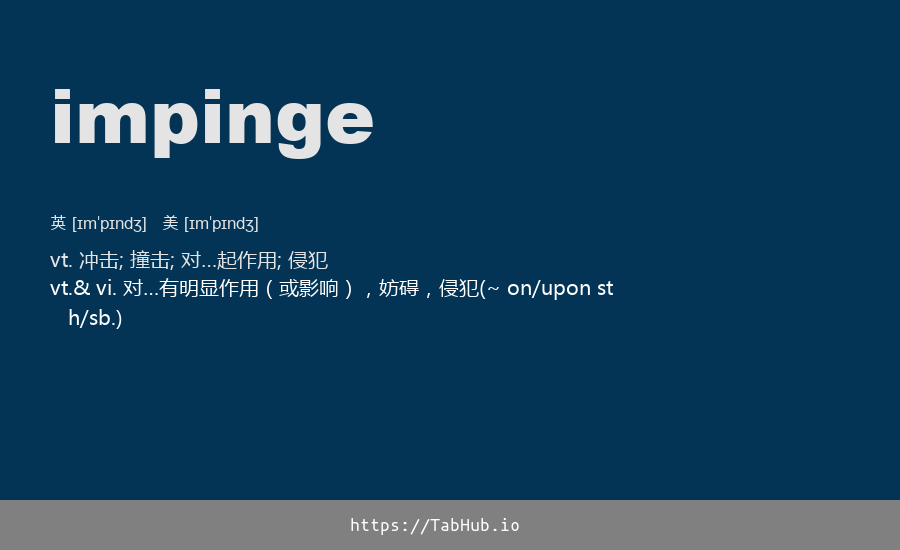 impinge
英 [ɪmˈpɪndʒ] 美 [ɪmˈpɪndʒ]
vt. 冲击; 撞击; 对…起作用; 侵犯
vt.& vi. 对…有明显作用（或影响），妨碍，侵犯(~ on/upon st
h/sb.)
https://TabHub.io